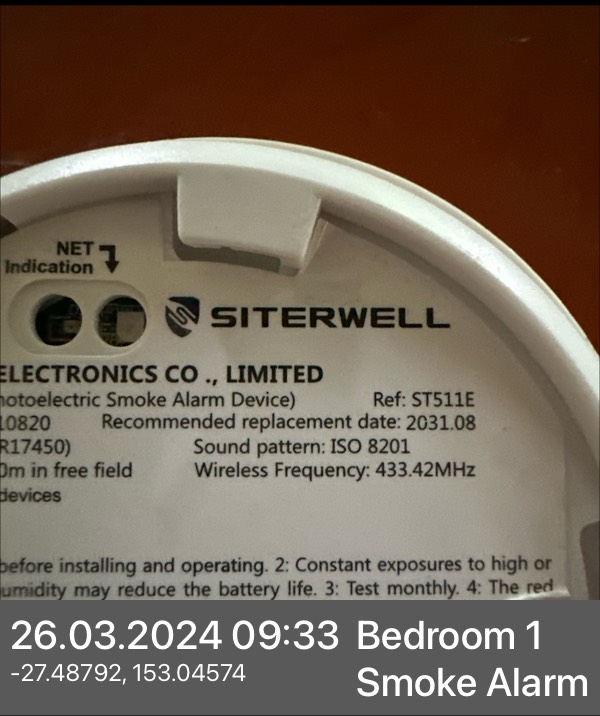 NET
Indication
SITERWELL
ELECTRONICS CO ., LIMITED
hotoelectric Smoke Alarm Device) Ref: ST511E
10820 Recommended replacement date: 2031.08
R17450) Sound pattern: ISO 8201
0m in free field Wireless Frequency: 433.42MHz
devices
before installing and operating. 2: Constant exposures to high or
umidity may reduce the battery life. 3: Test monthly. 4: The red
26.03.2024 09:33 Bedroom 1
-27.48792, 153.04574 Smoke Alarm